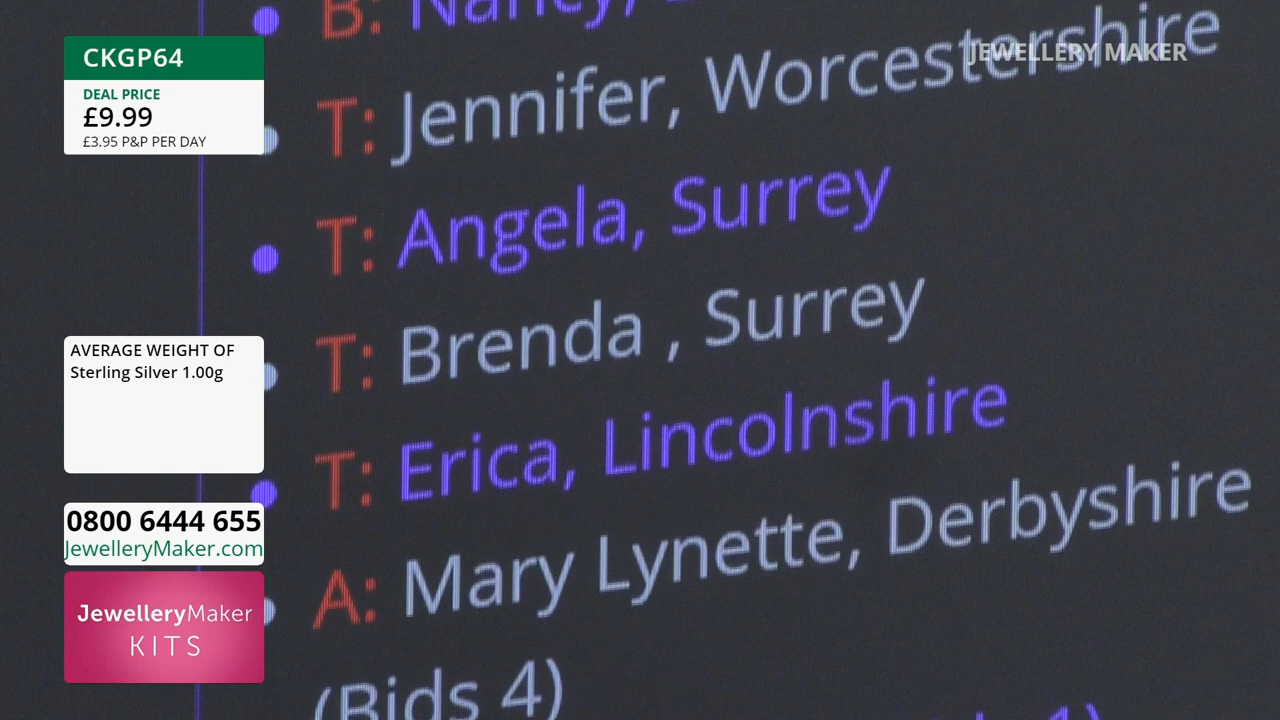 B: Nancy,
CKGP64
JEWELLERY MAKER
DEAL PRICE
£9.99
£3.95 P&P PER DAY
T: Jennifer, Worcestershire
T: Angela, Surrey
T: Brenda , Surrey
AVERAGE WEIGHT OF
Sterling Silver 1.00g
T: Erica, Lincolnshire
0800 6444 655
JewelleryMaker.com
A: Mary Lynette, Derbyshire
JewelleryMaker
KITS
(Bids 4)